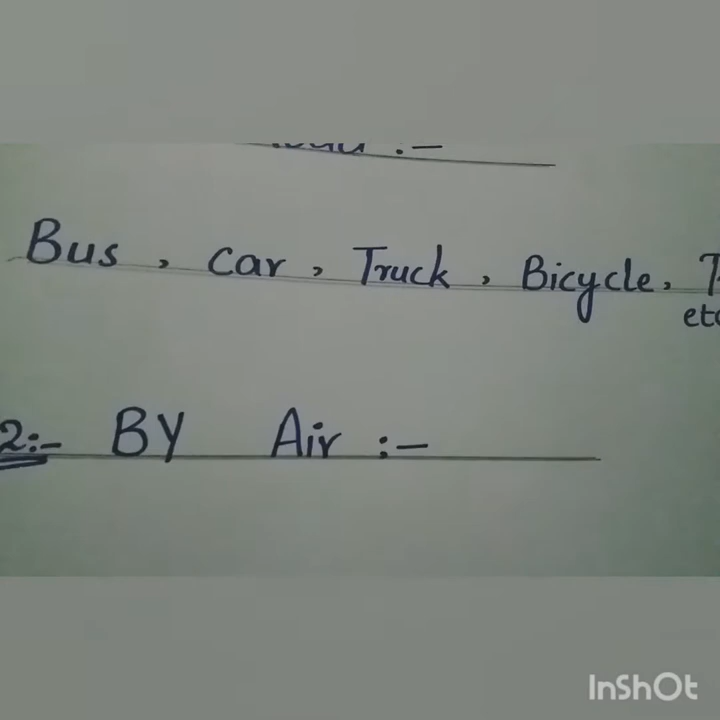 :-
Bus , Car , Truck , Bicycle ,
etc
2:- BY Air :-
InShOt